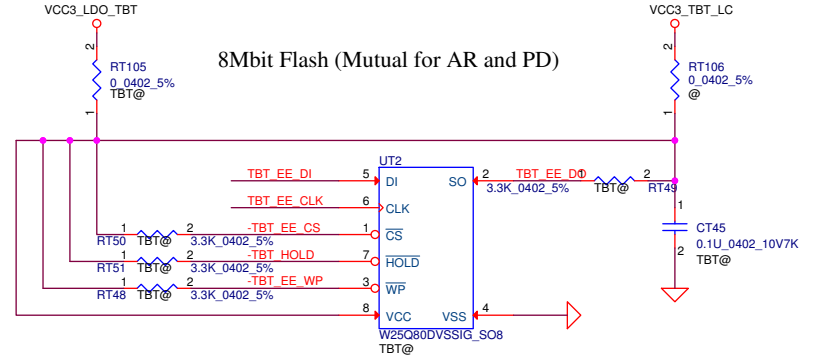 VCC3_LDO_TBT
VCC3_TBT_LC
8Mbit Flash (Mutual for AR and PD)
2
RT105
0_0402_5%
TBT@
1
2
RT106
0_0402_5%
@
1
UT2
TBT_EE_DI
5
DI
SO
2
TBT_EE_DO
1
2
3.3K_0402_5%
TBT@
RT49
TBT_EE_CLK
6
CLK
1
2
-TBT_EE_CS
1
CS
RT50
TBT@
3.3K_0402_5%
1
2
-TBT_HOLD
7
HOLD
RT51
TBT@
3.3K_0402_5%
1
2
-TBT_EE_WP
3
WP
RT48
TBT@
3.3K_0402_5%
8
VCC
VSS
4
W25Q80DVSSIG_SO8
TBT@
1
CT45
0.1U_0402_10V7K
2
TBT@